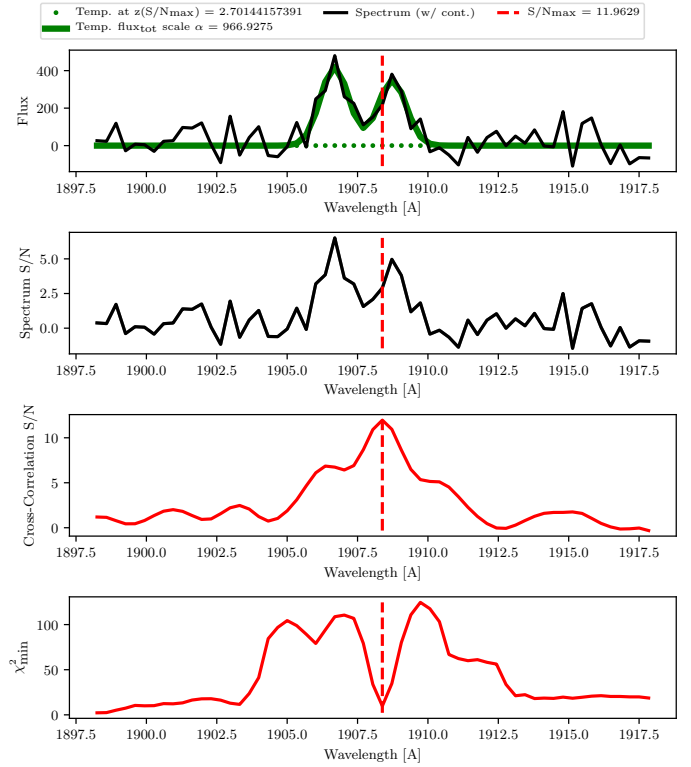 Temp. at z(S/Nmax) = 2.70144157391
Temp. fluxtot scale α = 966.9275
Spectrum (w/ cont.)
S/Nmax = 11.9629
Flux
400
200
0
1897.5 1900.0 1902.5 1905.0 1907.5 1910.0 1912.5 1915.0 1917.5
Wavelength [A]
Spectrum S/N
5.0
2.5
0.0
1897.5 1900.0 1902.5 1905.0 1907.5 1910.0 1912.5 1915.0 1917.5
Wavelength [A]
Cross-Correlation S/N
10
5
0
1897.5 1900.0 1902.5 1905.0 1907.5 1910.0 1912.5 1915.0 1917.5
Wavelength [A]
χ²min
100
50
0
1897.5 1900.0 1902.5 1905.0 1907.5 1910.0 1912.5 1915.0 1917.5
Wavelength [A]